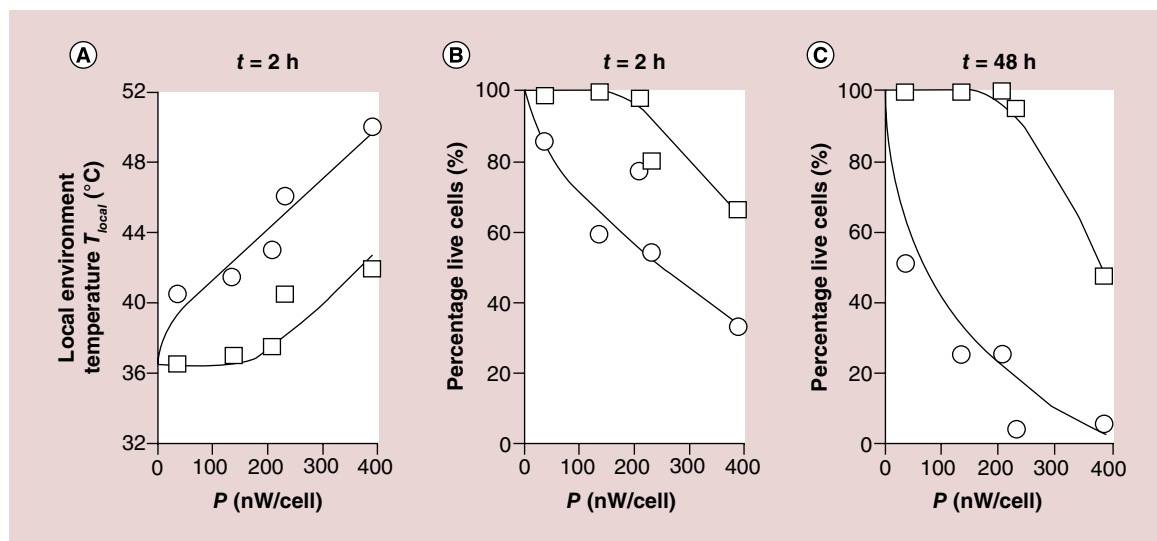 A
t = 2 h
52
48
44
40
36
32
Local environment
temperature T_local (°C)
0 100 200 300 400
P (nW/cell)
B
t = 2 h
100
80
60
40
20
0
Percentage live cells (%)
0 100 200 300 400
P (nW/cell)
C
t = 48 h
100
80
60
40
20
0
Percentage live cells (%)
0 100 200 300 400
P (nW/cell)